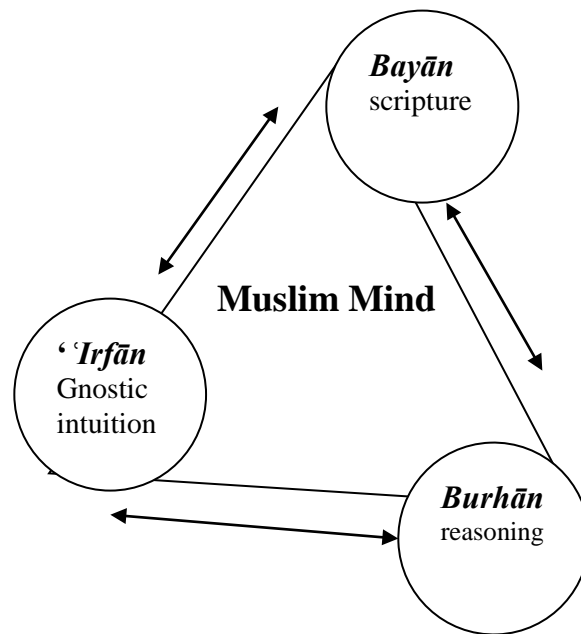 Bayān
scripture
Muslim Mind
‘ ʿIrfān
Gnostic
intuition
Burhān
reasoning